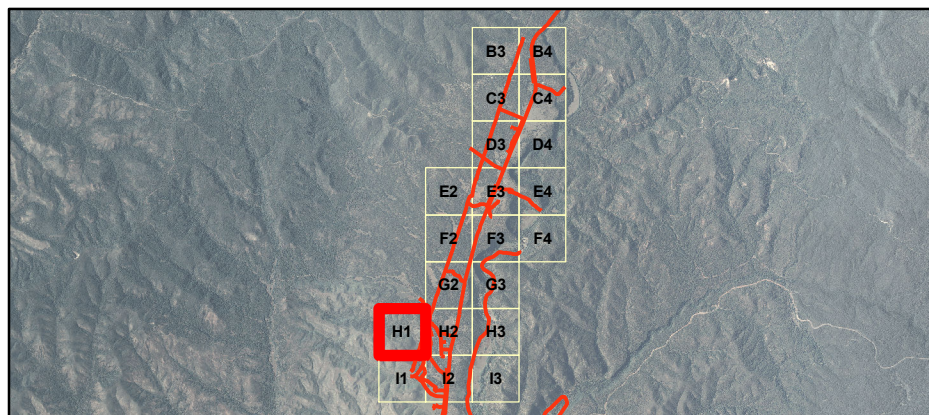 B3 B4
C3 C4
D3 D4
E2 E3 E4
F2 F3 F4
G2 G3
H1 H2 H3
I1 I2 I3